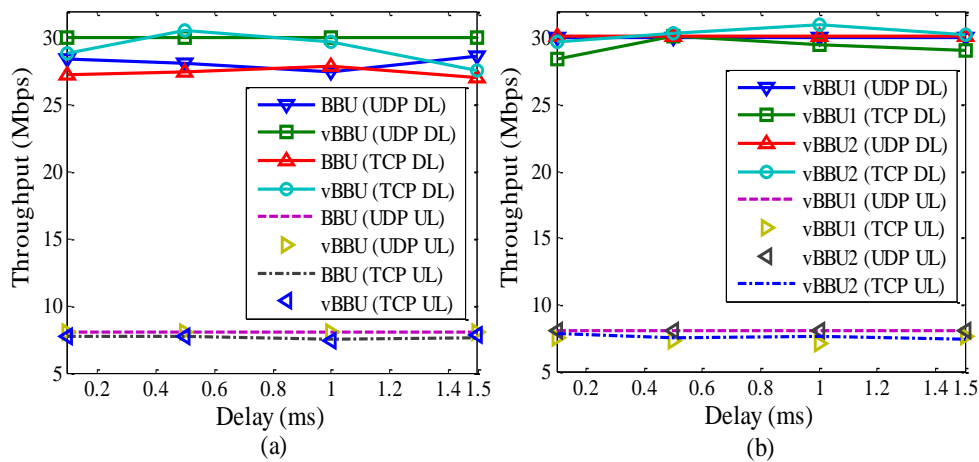 Throughput (Mbps)
30
25
20
15
10
5
BBU (UDP DL)
vBBU (UDP DL)
BBU (TCP DL)
vBBU (TCP DL)
BBU (UDP UL)
vBBU (UDP UL)
BBU (TCP UL)
vBBU (TCP UL)
0.2 0.4 0.6 0.8 1 1.2 1.4 1.5
Delay (ms)
(a)
Throughput (Mbps)
30
25
20
15
10
5
vBBU1 (UDP DL)
vBBU1 (TCP DL)
vBBU2 (UDP DL)
vBBU2 (TCP DL)
vBBU1 (UDP UL)
vBBU1 (TCP UL)
vBBU2 (UDP UL)
vBBU2 (TCP UL)
0.2 0.4 0.6 0.8 1 1.2 1.4 1.5
Delay (ms)
(b)